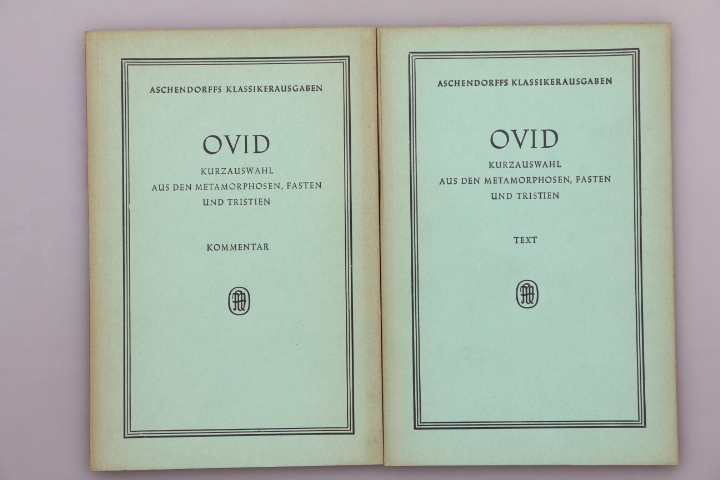 ASCHENDORFFS KLASSIKERAUSGABEN
OVID
KURZAUSWAHL
AUS DEN METAMORPHOSEN, FASTEN
UND TRISTIEN
KOMMENTAR
ASCHENDORFFS KLASSIKERAUSGABEN
OVID
KURZAUSWAHL
AUS DEN METAMORPHOSEN, FASTEN
UND TRISTIEN
TEXT